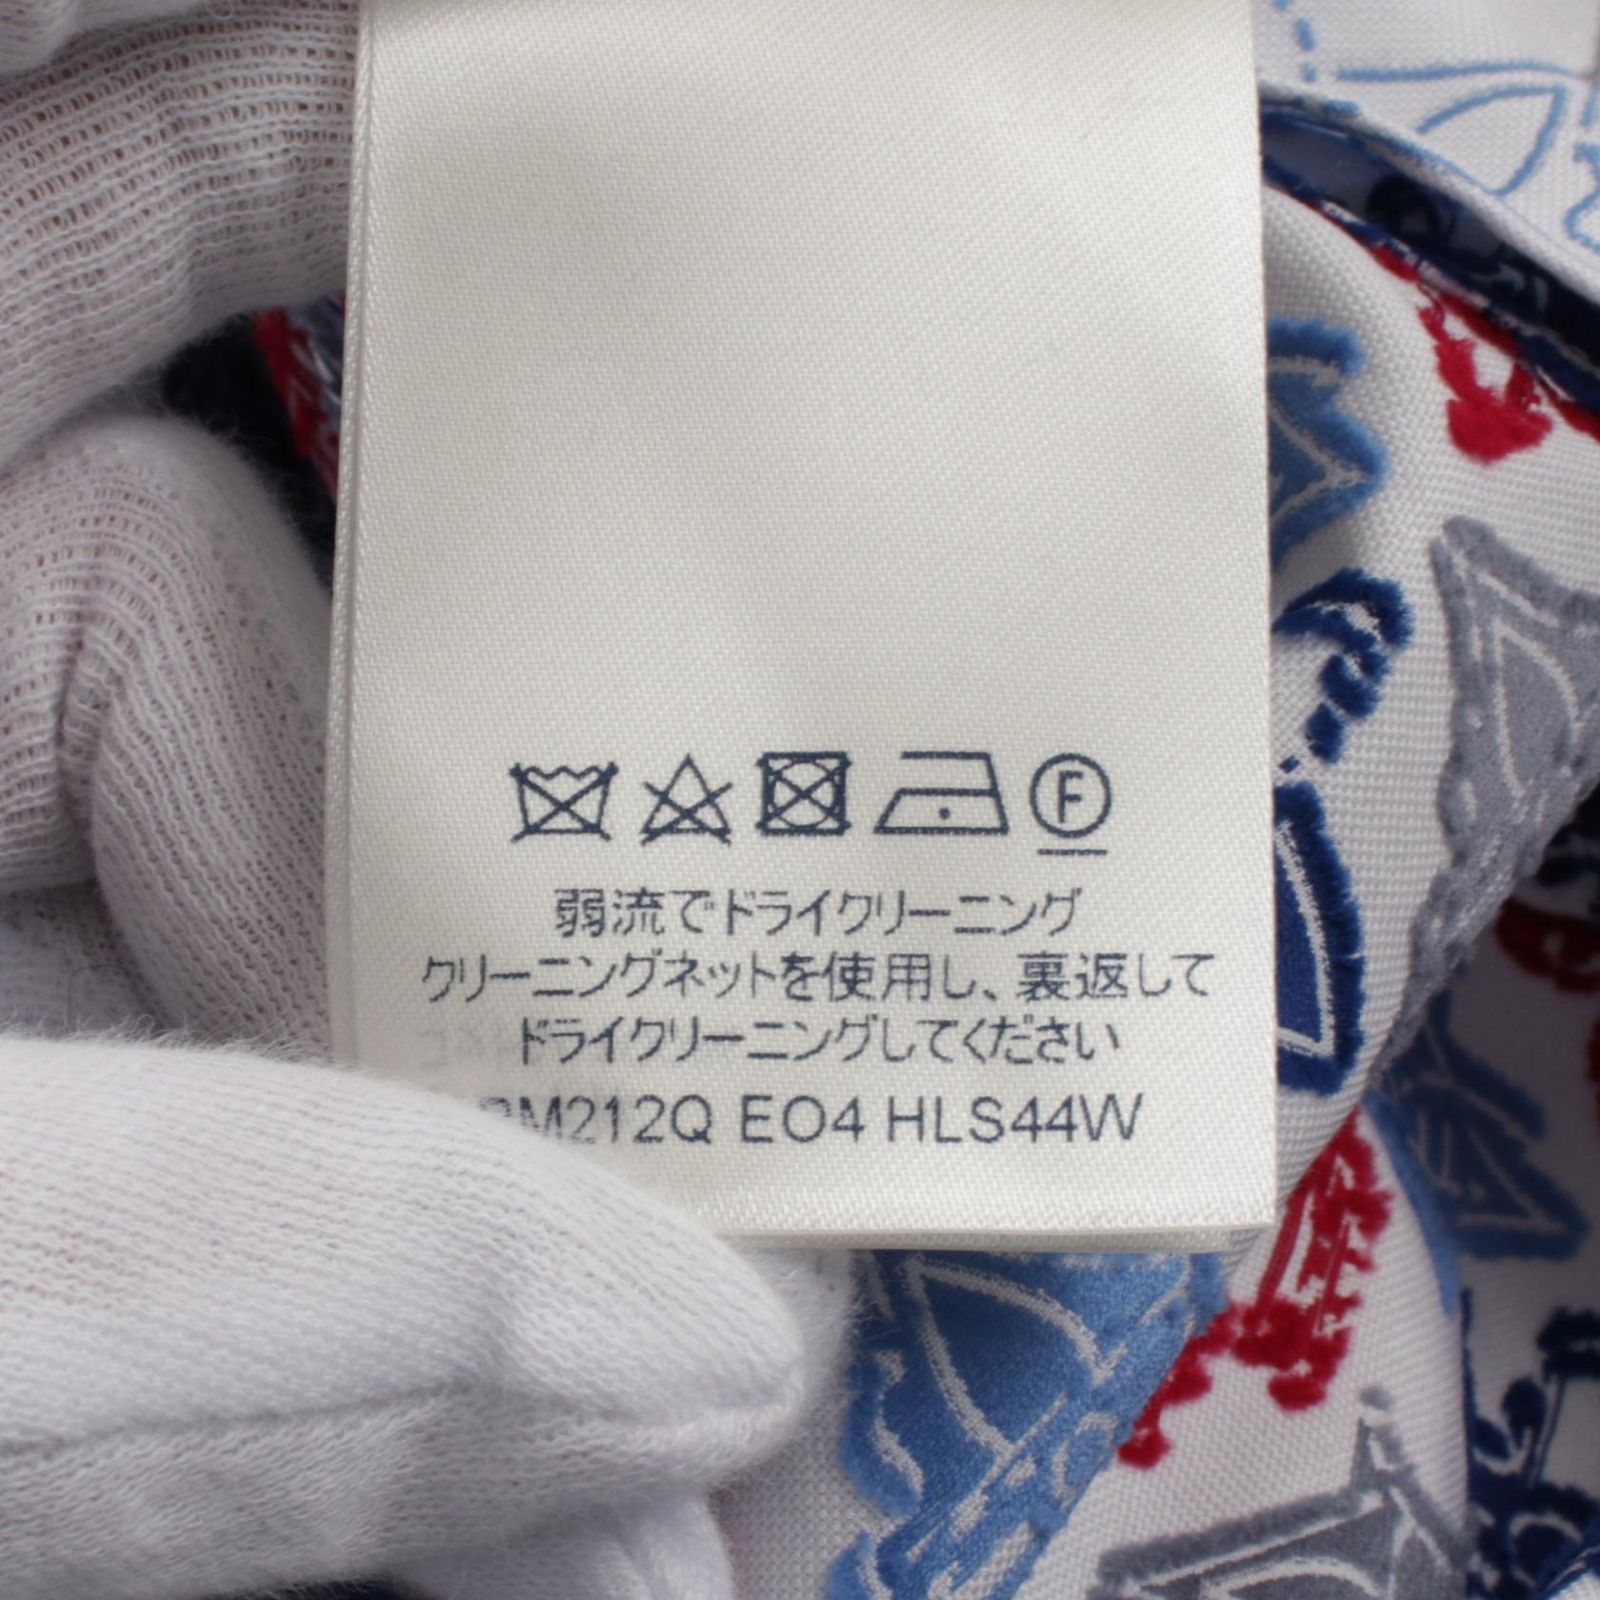 F
弱流でドライクリーニング
クリーニングネットを使用し、裏返して
ドライクリーニングしてください
EO4 HLS44W